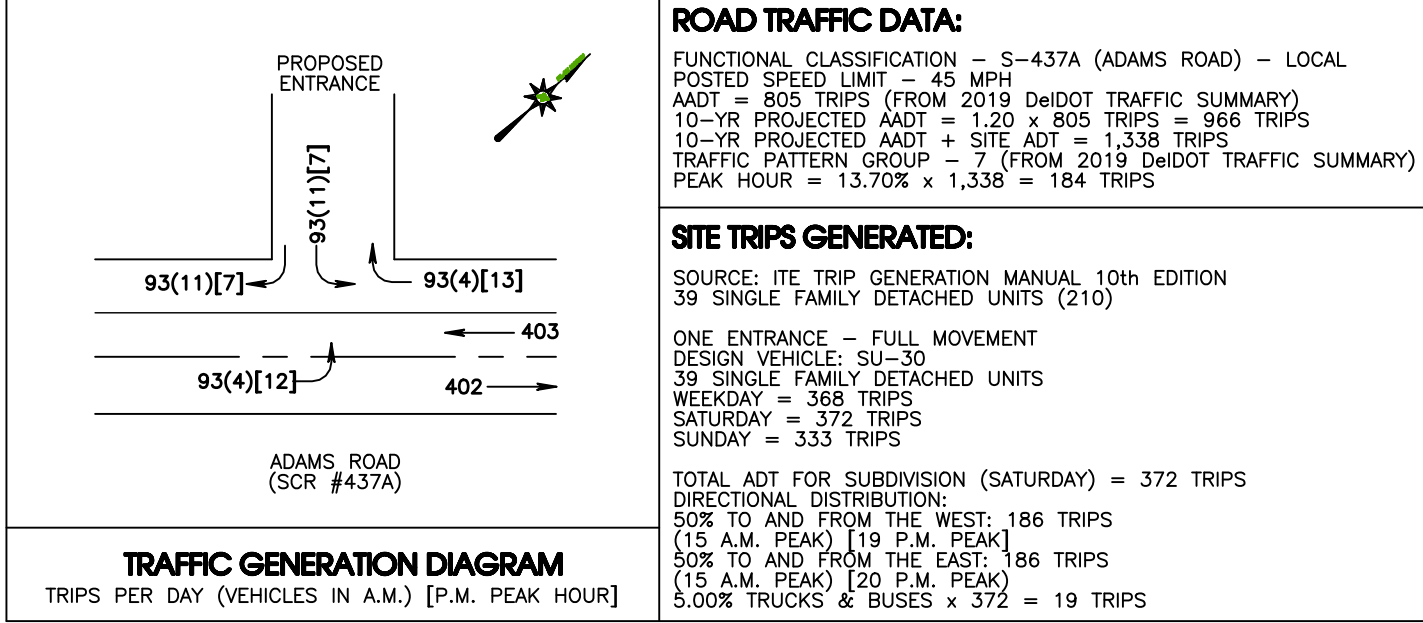 PROPOSED
ENTRANCE
93(11)[7]
93(11)[7]
93(4)[13]
403
93(4)[12]
402
ADAMS ROAD
(SCR #437A)
TRAFFIC GENERATION DIAGRAM
TRIPS PER DAY (VEHICLES IN A.M.) [P.M. PEAK HOUR]
ROAD TRAFFIC DATA:
FUNCTIONAL CLASSIFICATION – S–437A (ADAMS ROAD) – LOCAL
POSTED SPEED LIMIT – 45 MPH
AADT = 805 TRIPS (FROM 2019 DelDOT TRAFFIC SUMMARY)
10–YR PROJECTED AADT = 1.20 x 805 TRIPS = 966 TRIPS
10–YR PROJECTED AADT + SITE ADT = 1,338 TRIPS
TRAFFIC PATTERN GROUP – 7 (FROM 2019 DelDOT TRAFFIC SUMMARY)
PEAK HOUR = 13.70% x 1,338 = 184 TRIPS
SITE TRIPS GENERATED:
SOURCE: ITE TRIP GENERATION MANUAL 10th EDITION
39 SINGLE FAMILY DETACHED UNITS (210)
ONE ENTRANCE – FULL MOVEMENT
DESIGN VEHICLE: SU–30
39 SINGLE FAMILY DETACHED UNITS
WEEKDAY = 368 TRIPS
SATURDAY = 372 TRIPS
SUNDAY = 333 TRIPS
TOTAL ADT FOR SUBDIVISION (SATURDAY) = 372 TRIPS
DIRECTIONAL DISTRIBUTION:
50% TO AND FROM THE WEST: 186 TRIPS
(15 A.M. PEAK) [19 P.M. PEAK]
50% TO AND FROM THE EAST: 186 TRIPS
(15 A.M. PEAK) [20 P.M. PEAK)
5.00% TRUCKS & BUSES x 372 = 19 TRIPS